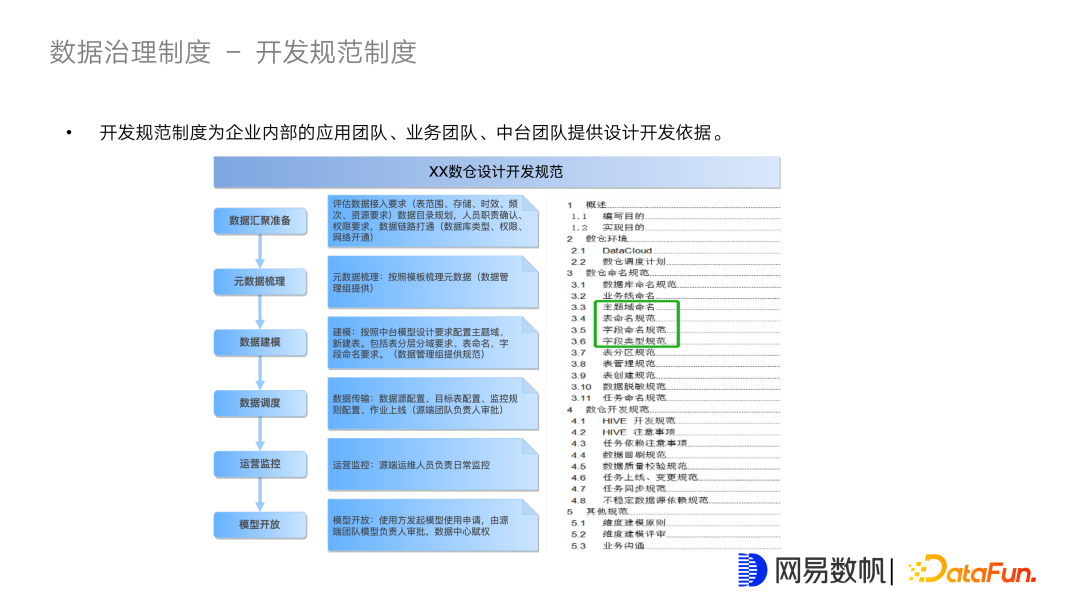 数据治理制度 – 开发规范制度
• 开发规范制度为企业内部的应用团队、业务团队、中台团队提供设计开发依据。
XX数仓设计开发规范
数据汇聚准备
元数据梳理
数据建模
数据调度
运营监控
模型开放
评估数据接入要求（表范围、存储、时效、频
次、资源要求）数据目录规划，人员职责确认、
权限要求，数据链路打通（数据库类型、权限、
网络开通）
元数据梳理：按照模板梳理元数据（数据管
理组提供）
建模：按照中台模型设计要求配置主题域、
新建表。包括表分层分域要求、表命名、字
段命名要求。（数据管理组提供规范）
数据传输：数据源配置、目标表配置、监控规
则配置、作业上线（源端团队负责人审批）
运营监控：源端运维人员负责日常监控
模型开放：使用方发起模型使用申请，由源
端团队模型负责人审批，数据中心赋权
1 概述
1.1 编写目的
1.2 实现目的
2 数仓环境
2.1 DataCloud
2.2 数仓调度计划
3 数仓命名规范
3.1 数据库命名规范
3.2 业务线命名
3.3 主题域命名
3.4 表命名规范
3.5 字段命名规范
3.6 字段类型规范
3.7 表分区规范
3.8 表管理规范
3.9 表创建规范
3.10 数据脱敏规范
3.11 任务命名规范
4 数仓开发规范
4.1 HIVE 开发规范
4.2 HIVE 注意事项
4.3 任务依赖注意事项
4.4 数据回刷规范
4.5 数据质量校验规范
4.6 任务上线、变更规范
4.7 任务同步规范
4.8 不稳定数据源依赖规范
5 其他规范
5.1 维度建模原则
5.2 维度建模评审
5.3 业务沟通
网易数帆 | DataFun.